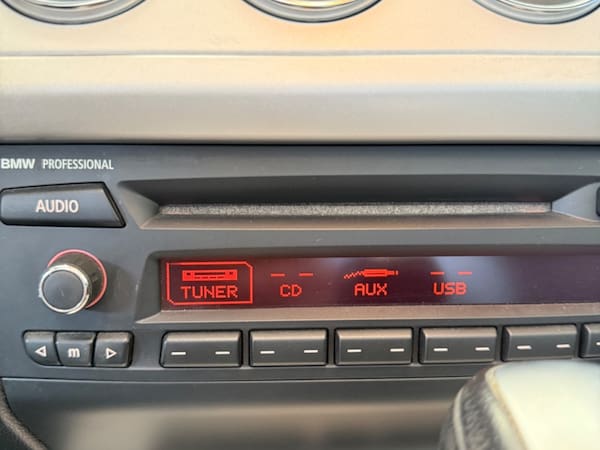 BMW PROFESSIONAL
AUDIO
TUNER CD AUX USB
m